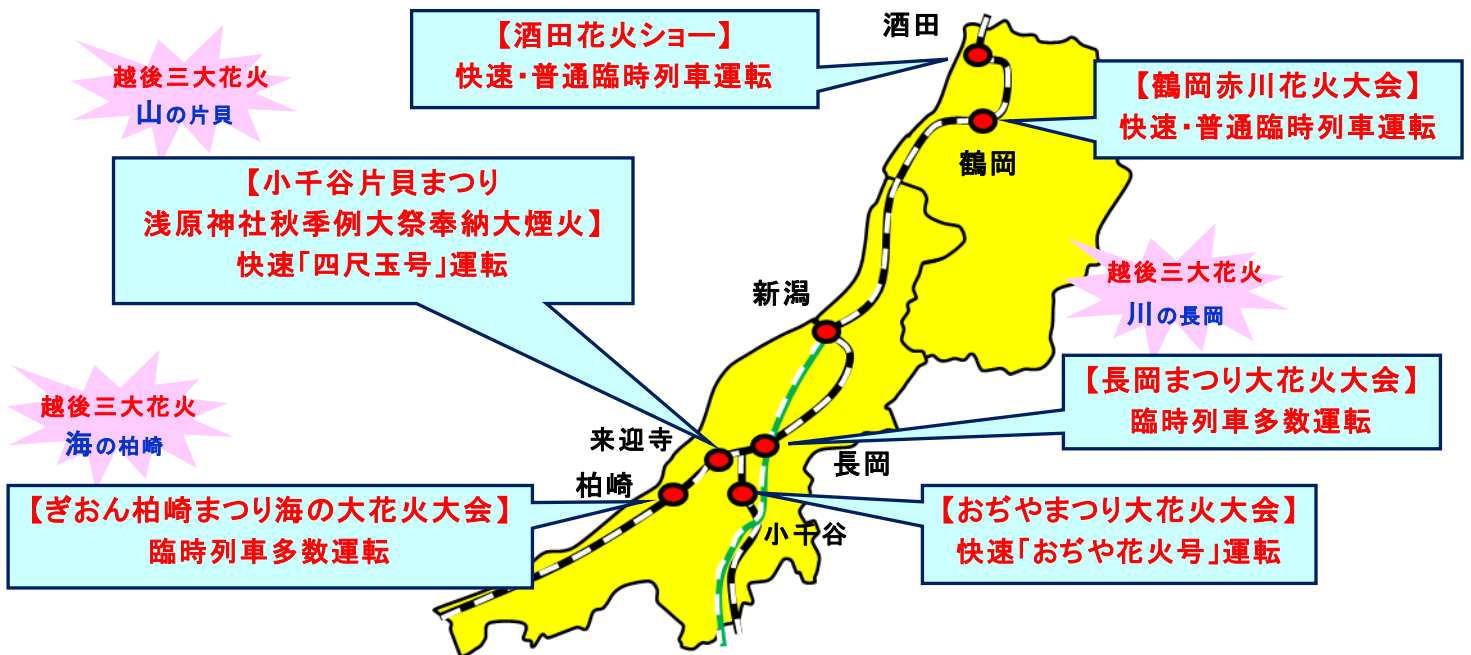 酒田
【酒田花火ショー】
快速・普通臨時列車運転
越後三大花火
山の片貝
【鶴岡赤川花火大会】
快速・普通臨時列車運転
鶴岡
【小千谷片貝まつり
浅原神社秋季例大祭奉納大煙火】
快速「四尺玉号」運転
越後三大花火
川の長岡
新潟
【長岡まつり大花火大会】
臨時列車多数運転
越後三大花火
海の柏崎
来迎寺
長岡
柏崎
【ぎおん柏崎まつり海の大花火大会】
臨時列車多数運転
小千谷
【おぢやまつり大花火大会】
快速「おぢや花火号」運転